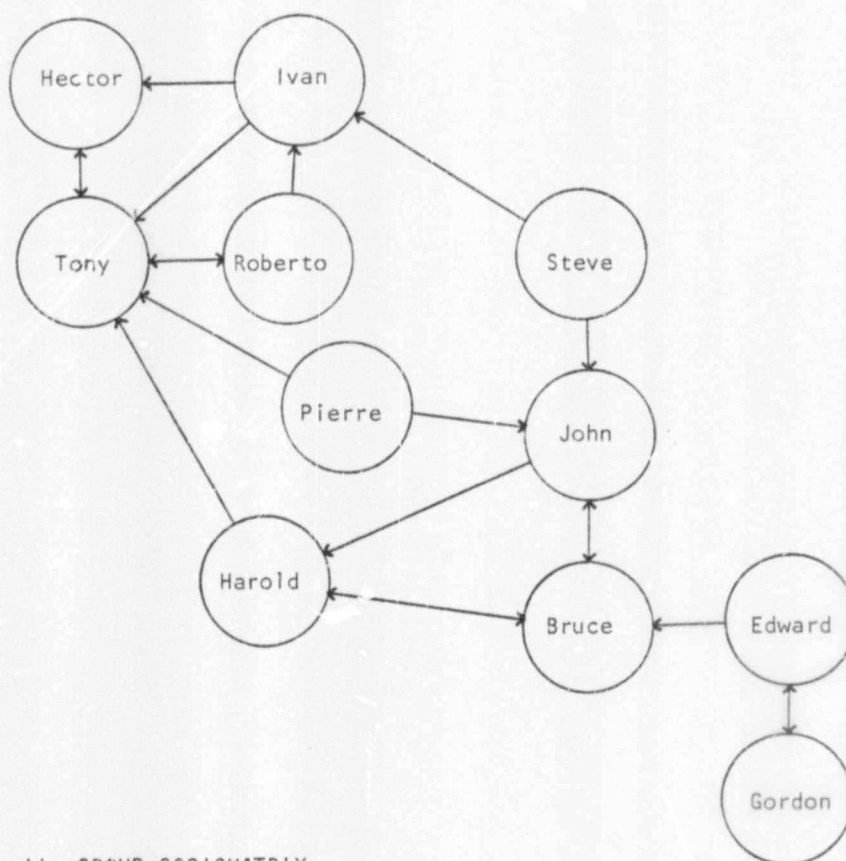 Hector
Ivan
Tony
Roberto
Steve
Pierre
John
Harold
Bruce
Edward
Gordon